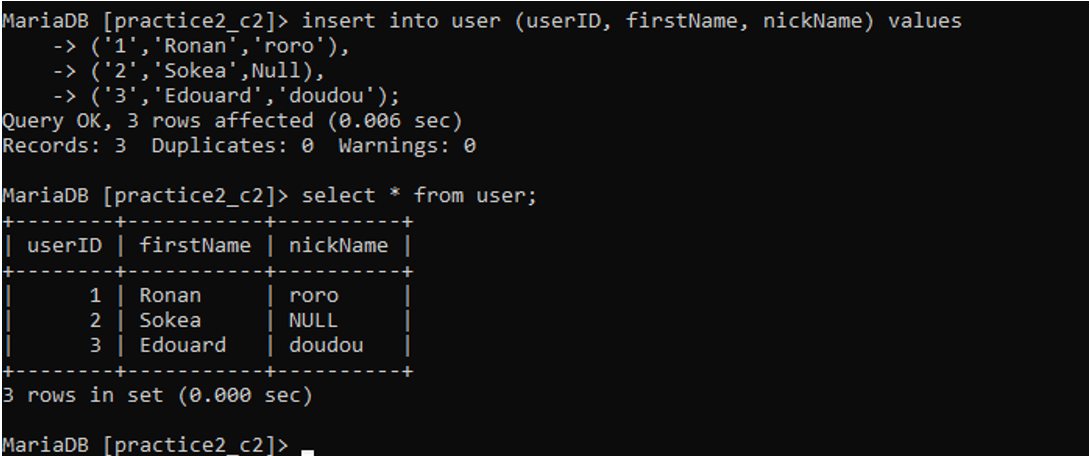 MariaDB [practice2_c2]> insert into user (userID, firstName, nickName) values
    -> ('1','Ronan','roro'),
    -> ('2','Sokea',Null),
    -> ('3','Edouard','doudou');
Query OK, 3 rows affected (0.006 sec)
Records: 3  Duplicates: 0  Warnings: 0

MariaDB [practice2_c2]> select * from user;
+--------+-----------+----------+
| userID | firstName | nickName |
+--------+-----------+----------+
|      1 | Ronan     | roro     |
|      2 | Sokea     | NULL     |
|      3 | Edouard   | doudou   |
+--------+-----------+----------+
3 rows in set (0.000 sec)

MariaDB [practice2_c2]>